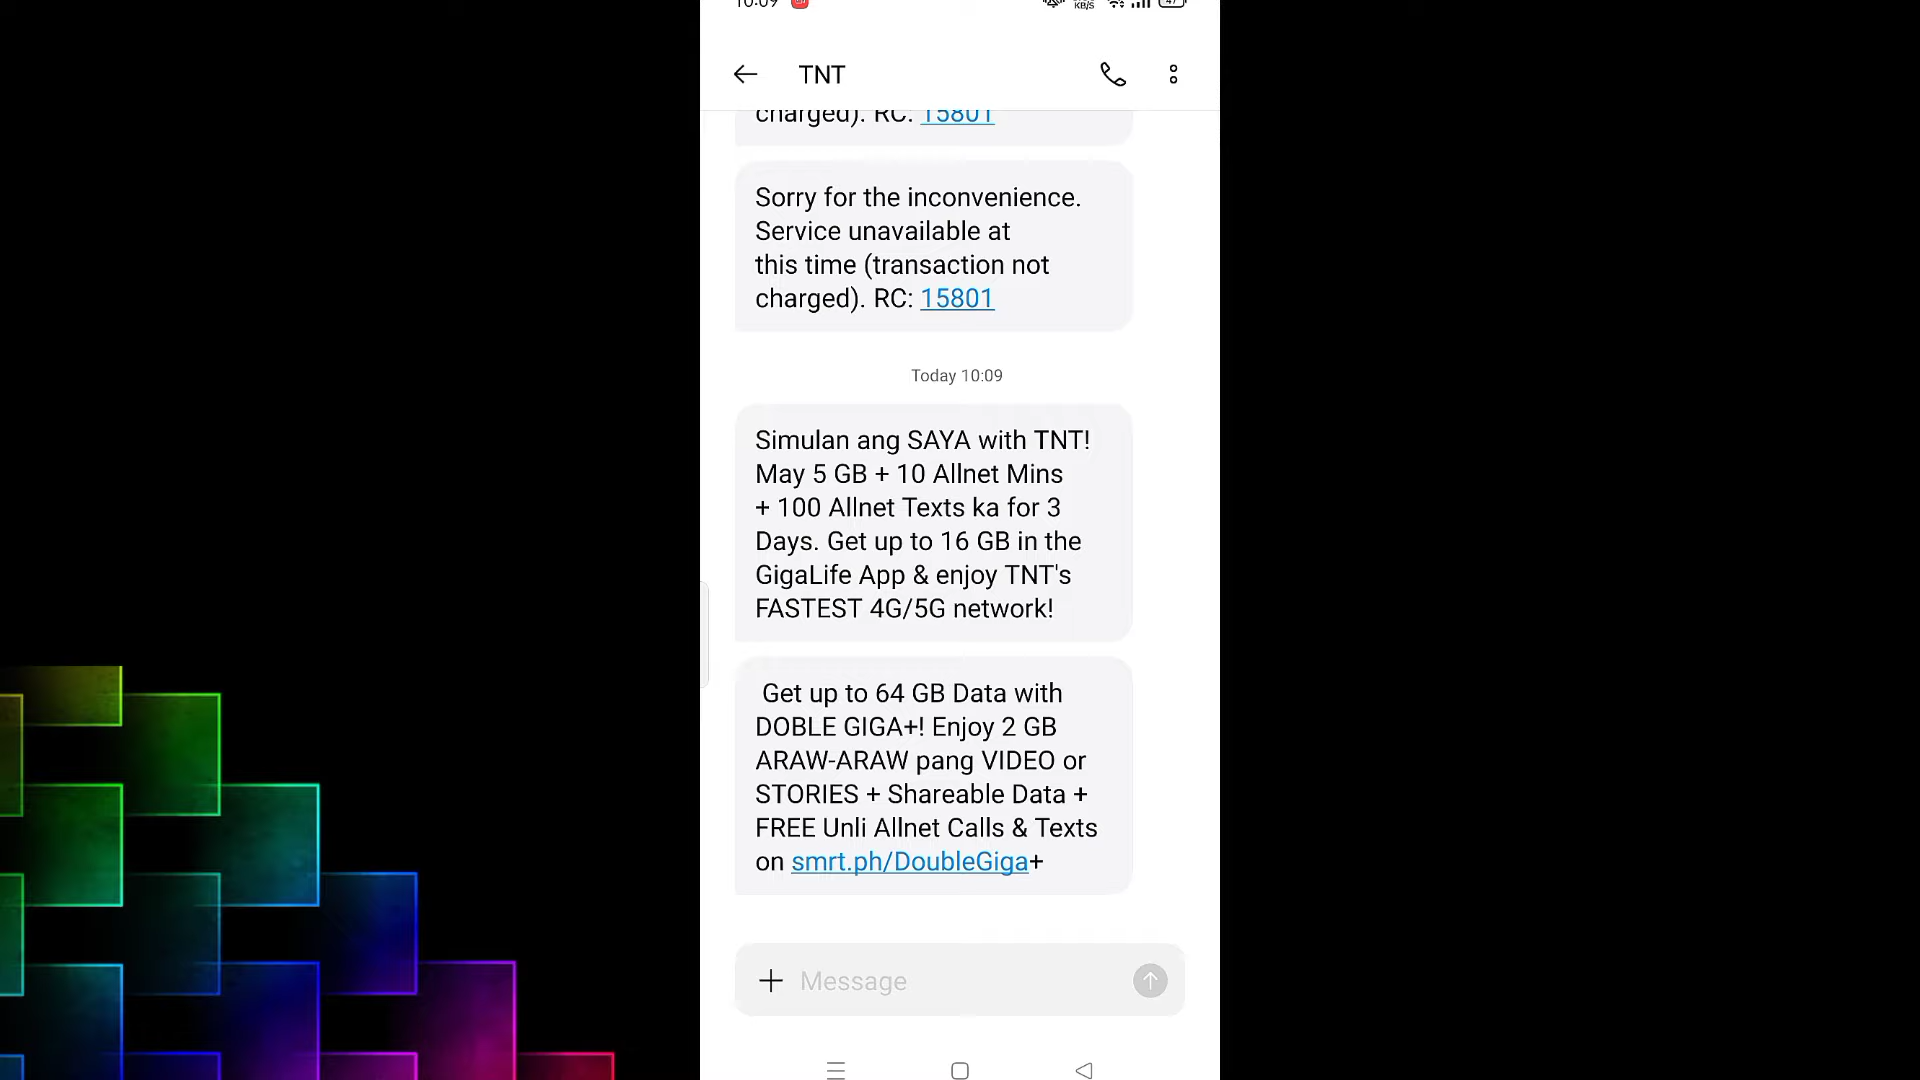 10:09
KB/S
47
TNT
charged). RC: 15801
Sorry for the inconvenience.
Service unavailable at
this time (transaction not
charged). RC: 15801
Today 10:09
Simulan ang SAYA with TNT!
May 5 GB + 10 Allnet Mins
+ 100 Allnet Texts ka for 3
Days. Get up to 16 GB in the
GigaLife App & enjoy TNT's
FASTEST 4G/5G network!
Get up to 64 GB Data with
DOBLE GIGA+! Enjoy 2 GB
ARAW-ARAW pang VIDEO or
STORIES + Shareable Data +
FREE Unli Allnet Calls & Texts
on smrt.ph/DoubleGiga+
Message